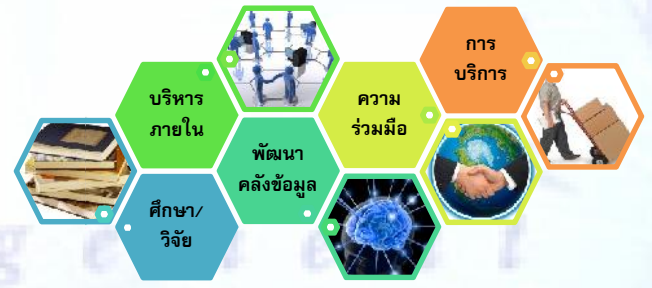 บริหาร
ภายใน
ศึกษา/
วิจัย
พัฒนา
คลังข้อมูล
ความ
ร่วมมือ
การ
บริการ